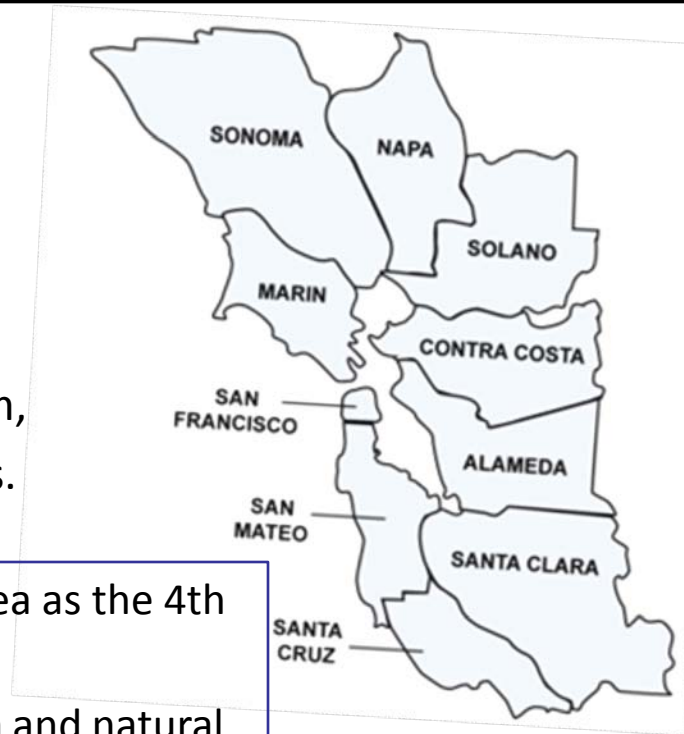 SONOMA
NAPA
SOLANO
MARIN
CONTRA COSTA
SAN
FRANCISCO
ALAMEDA
SAN
MATEO
SANTA CLARA
SANTA
CRUZ
ea as the 4th
and natural